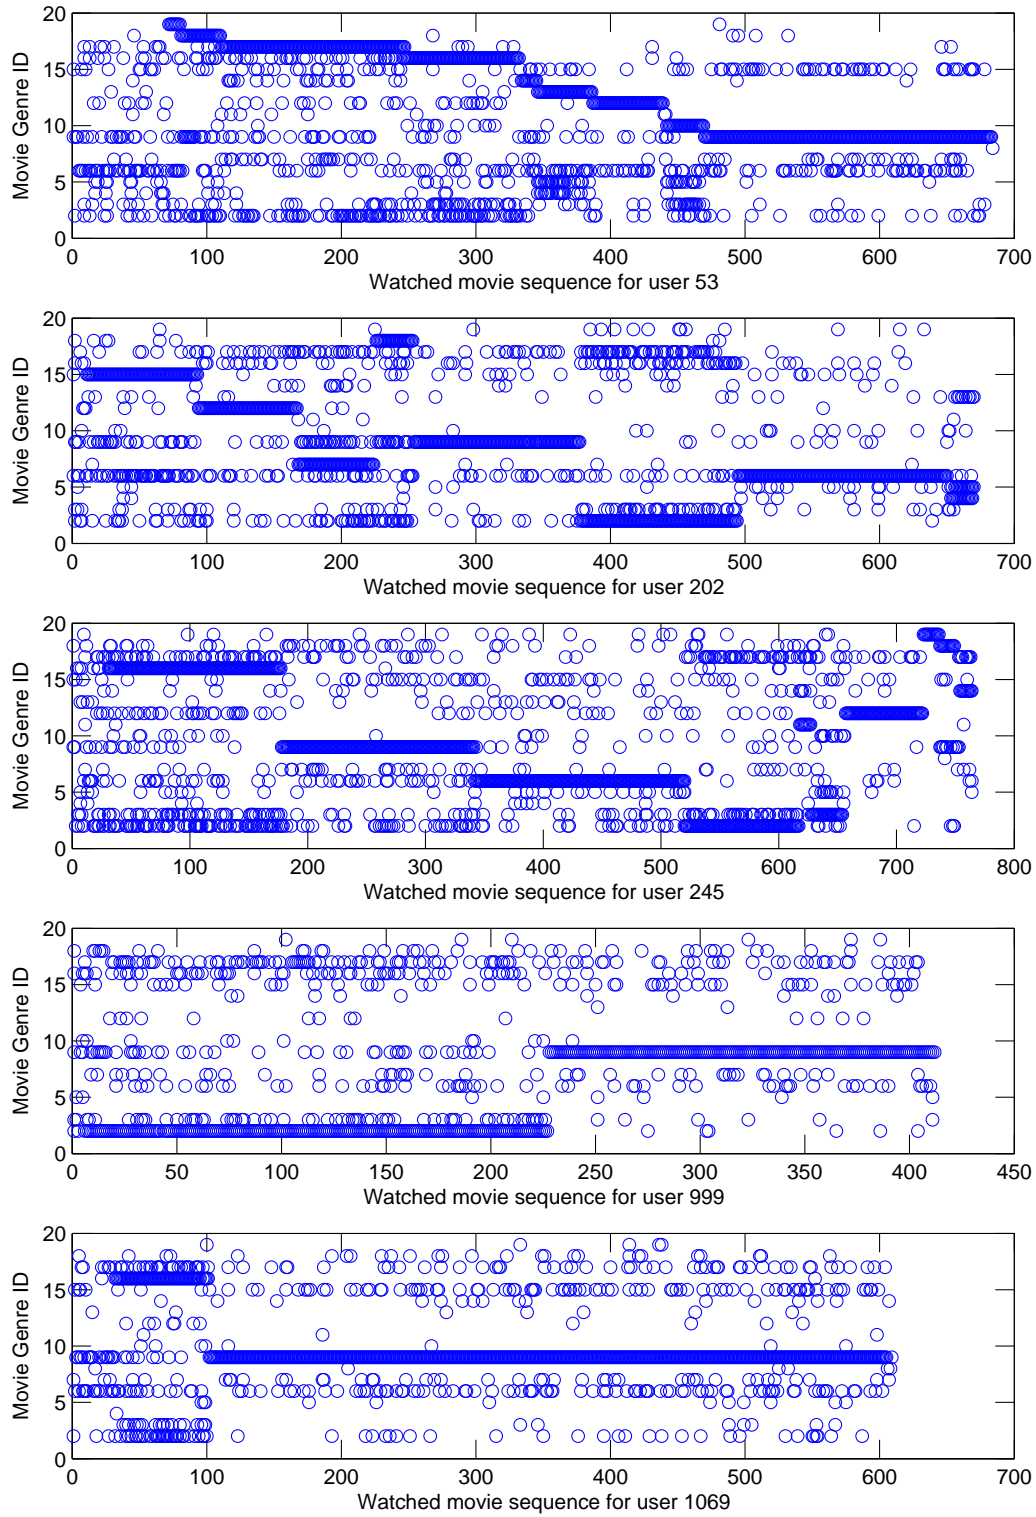 20
15
10
5
0
Movie Genre ID
0 100 200 300 400 500 600 700
Watched movie sequence for user 53
20
15
10
5
0
Movie Genre ID
0 100 200 300 400 500 600 700
Watched movie sequence for user 202
20
15
10
5
0
Movie Genre ID
0 100 200 300 400 500 600 700 800
Watched movie sequence for user 245
20
15
10
5
0
Movie Genre ID
0 50 100 150 200 250 300 350 400 450
Watched movie sequence for user 999
20
15
10
5
0
Movie Genre ID
0 100 200 300 400 500 600 700
Watched movie sequence for user 1069